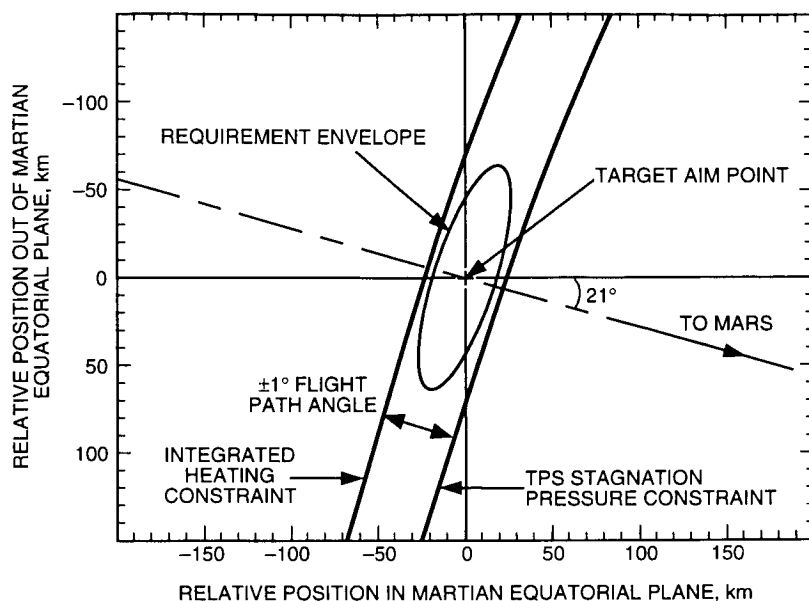 RELATIVE POSITION OUT OF MARTIAN
EQUATORIAL PLANE, km
-100
-50
0
50
100
REQUIREMENT ENVELOPE
TARGET AIM POINT
21°
TO MARS
±1° FLIGHT
PATH ANGLE
INTEGRATED
HEATING
CONSTRAINT
TPS STAGNATION
PRESSURE CONSTRAINT
-150
-100
-50
0
50
100
150
RELATIVE POSITION IN MARTIAN EQUATORIAL PLANE, km